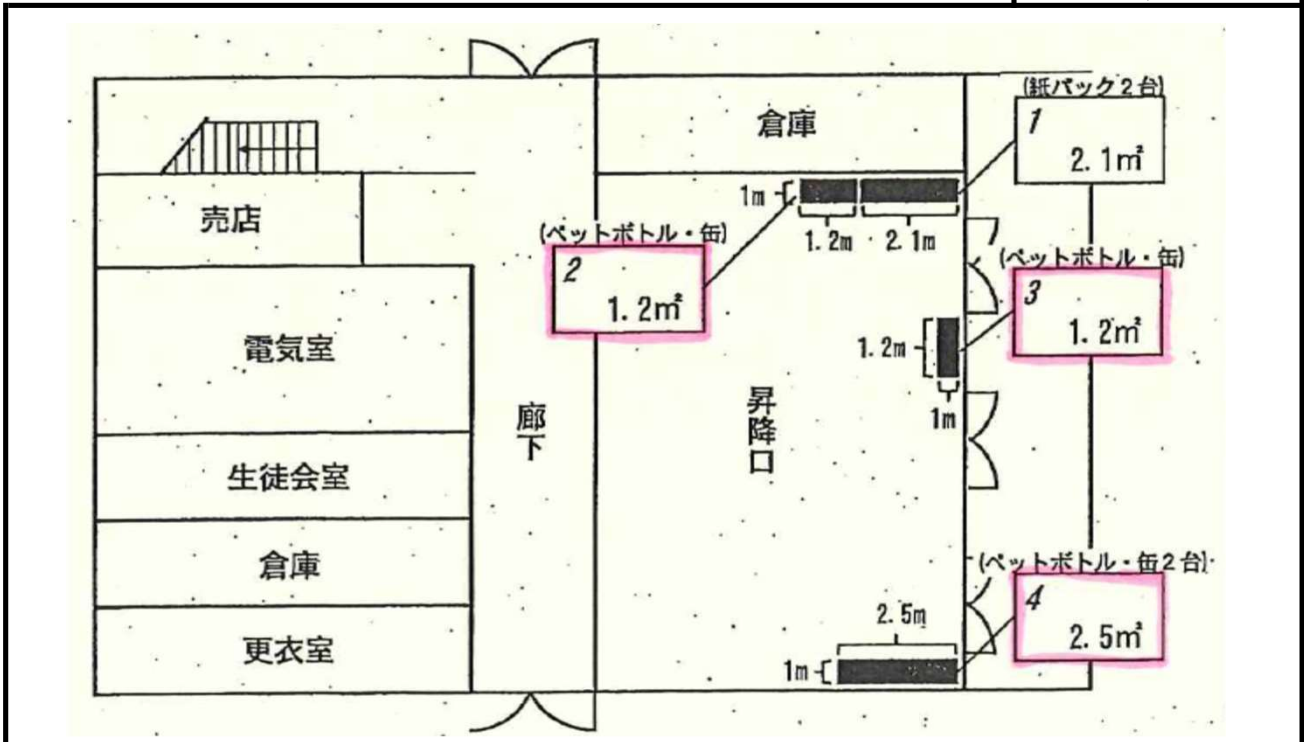 (紙パック2台)
1
2.1㎡
倉庫
1m
1.2m
2.1m
売店
(ペットボトル・缶)
2
1.2㎡
(ペットボトル・缶)
3
1.2㎡
電気室
1.2m
1m
廊下
昇降口
生徒会室
倉庫
(ペットボトル・缶2台)
4
2.5㎡
2.5m
1m
更衣室